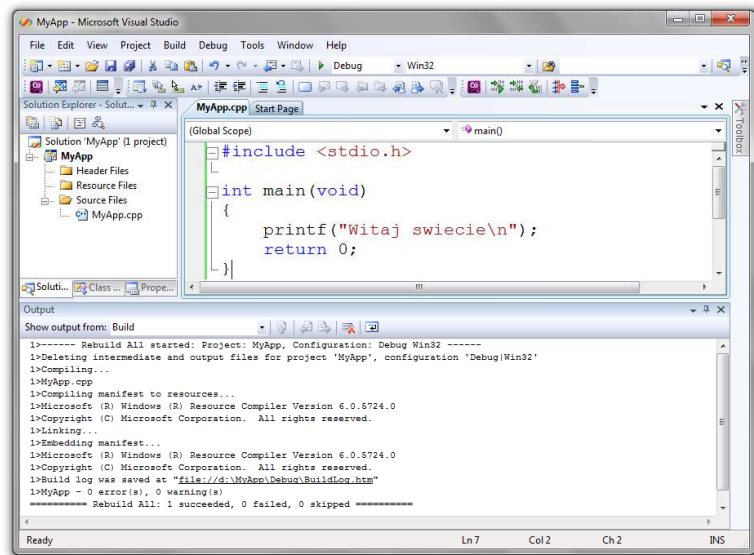 MyApp - Microsoft Visual Studio
File Edit View Project Build Debug Tools Window Help
Debug Win32
Solution Explorer - Solut...
MyApp.cpp Start Page
Toolbox
(Global Scope) main()
Solution 'MyApp' (1 project)
MyApp
Header Files
Resource Files
Source Files
MyApp.cpp
#include <stdio.h>
int main(void)
{
printf("Witaj swiecie\n");
return 0;
}
Soluti... Class ... Prope...
Output
Show output from: Build
1>------ Rebuild All started: Project: MyApp, Configuration: Debug Win32 ------
1>Deleting intermediate and output files for project 'MyApp', configuration 'Debug|Win32'
1>Compiling...
1>MyApp.cpp
1>Compiling manifest to resources...
1>Microsoft (R) Windows (R) Resource Compiler Version 6.0.5724.0
1>Copyright (C) Microsoft Corporation. All rights reserved.
1>Linking...
1>Embedding manifest...
1>Microsoft (R) Windows (R) Resource Compiler Version 6.0.5724.0
1>Copyright (C) Microsoft Corporation. All rights reserved.
1>Build log was saved at "file://d:\MyApp\Debug\BuildLog.htm"
1>MyApp - 0 error(s), 0 warning(s)
========== Rebuild All: 1 succeeded, 0 failed, 0 skipped ==========
Ready Ln 7 Col 2 Ch 2 INS